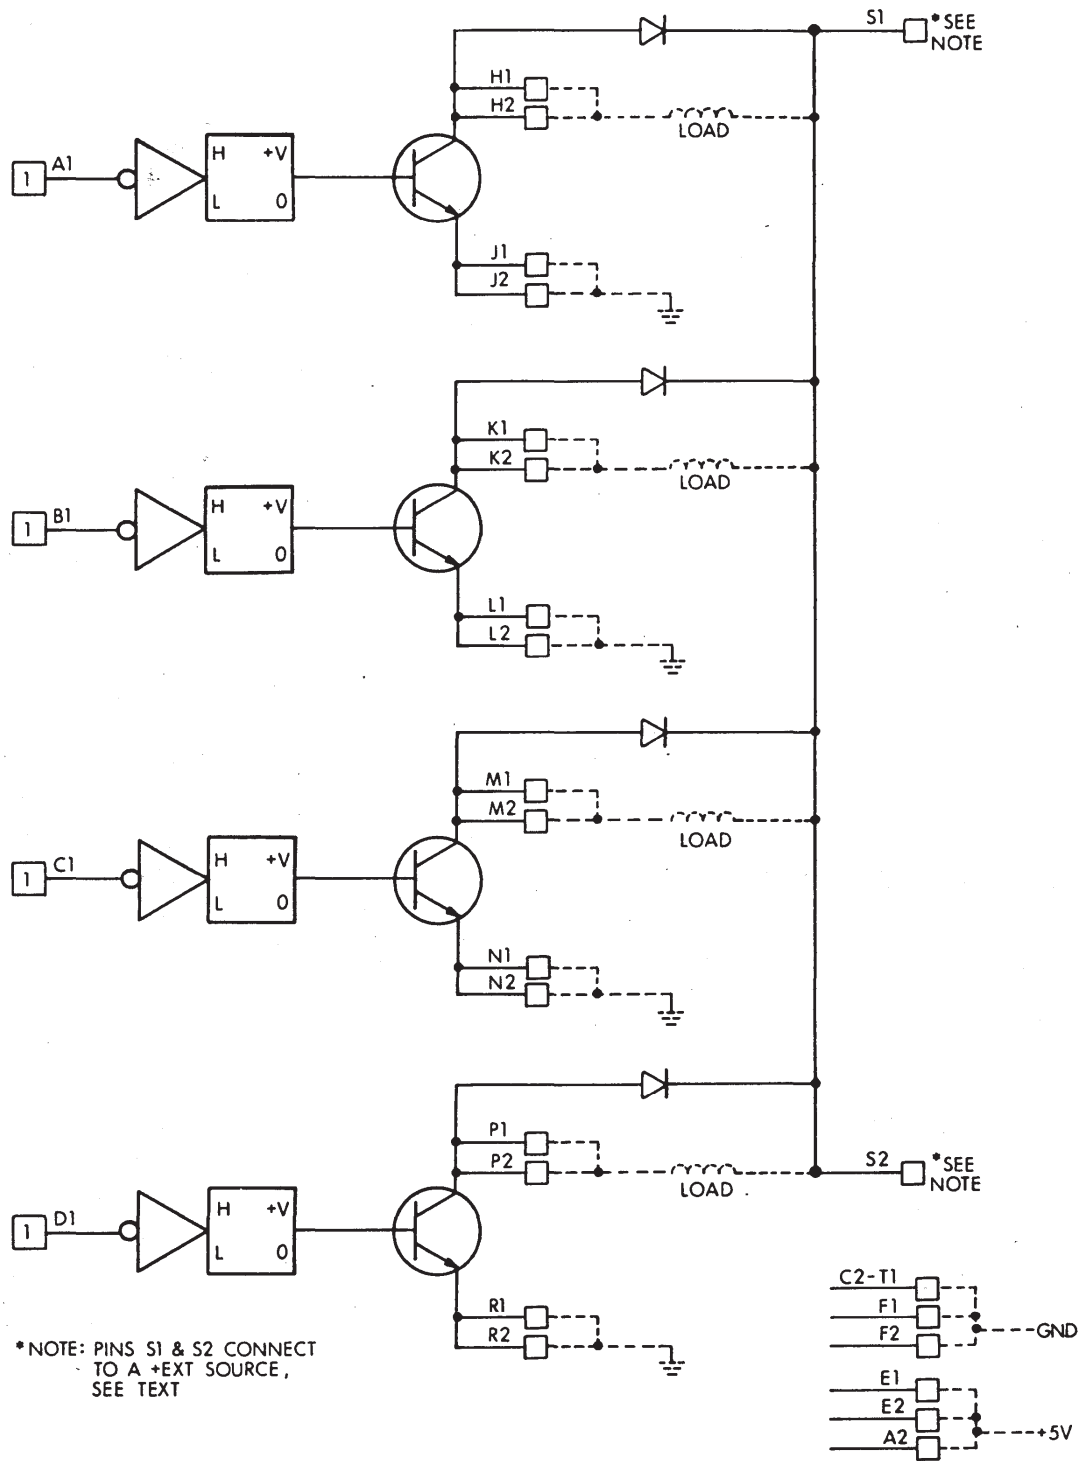 S1 *SEE
NOTE
H1
H2
LOAD
1 A1
H +V
L 0
J1
J2
K1
K2
LOAD
1 B1
H +V
L 0
L1
L2
M1
M2
LOAD
1 C1
H +V
L 0
N1
N2
P1
P2
LOAD
S2 *SEE
NOTE
1 D1
H +V
L 0
R1
R2
*NOTE: PINS S1 & S2 CONNECT
TO A +EXT SOURCE,
SEE TEXT
C2-T1
F1
F2
GND
E1
E2
A2
+5V